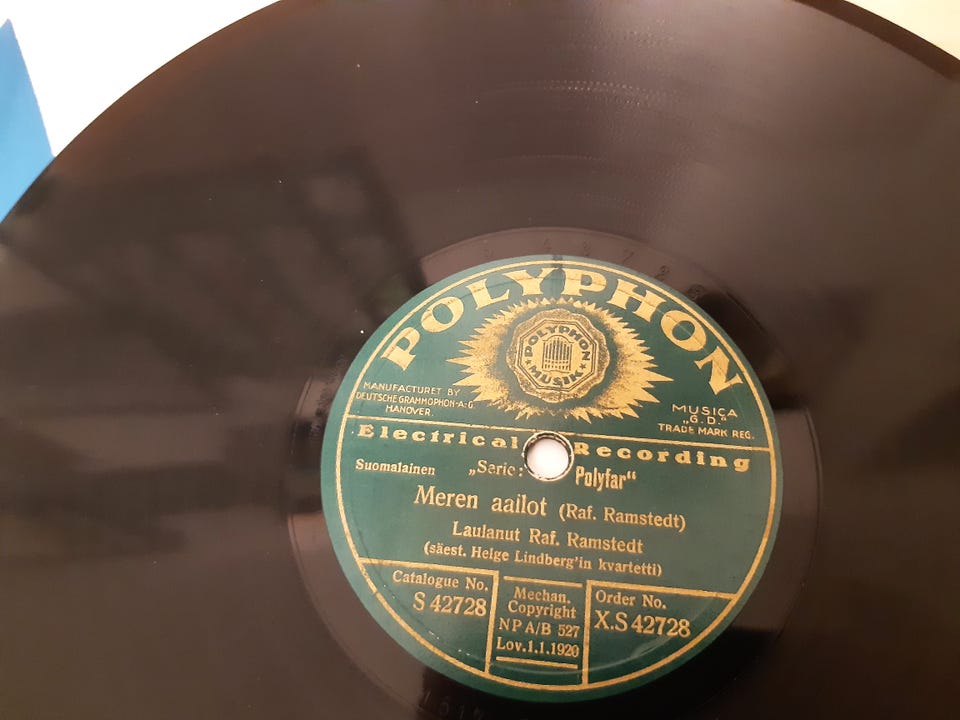 POLYPHON
POLYPHON
MUSIK
MANUFACTURET BY
DEUTSCHE GRAMMOPHON-A:G.
HANOVER.
MUSICA
„G.D.“
TRADE MARK REG.
Electrical Recording
Suomalainen „Serie: Polyfar“
Meren aailot (Raf. Ramstedt)
Laulanut Raf. Ramstedt
(säest. Helge Lindberg'in kvartetti)
Catalogue No.
S 42728
Mechan.
Copyright
NP A/B 527
Lov.1.1.1920
Order No.
X.S 42728